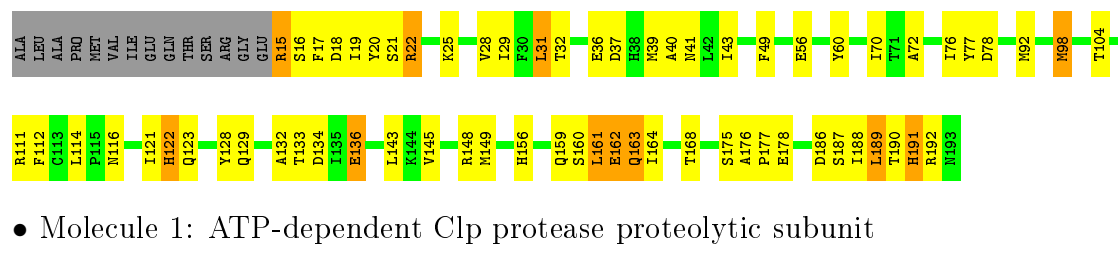 ALA LEU ALA PRO MET VAL ILE GLU GLN THR SER ARG GLY GLU R15 S16 F17 D18 I19 Y20 S21 R22 K25 V28 I29 F30 L31 T32 E36 D37 H38 M39 A40 N41 L42 I43 F49 E56 Y60 I70 T71 A72 I76 Y77 D78 M92 M98 T104
R111 F112 C113 L114 P115 N116 I121 H122 Q123 Y128 Q129 A132 T133 D134 I135 E136 L143 K144 V145 R148 M149 H156 Q159 S160 L161 E162 Q163 I164 T168 S175 A176 P177 E178 D186 S187 I188 L189 T190 H191 R192 N193
• Molecule 1: ATP-dependent Clp protease proteolytic subunit